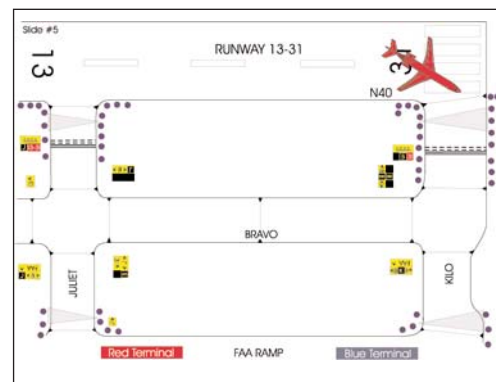 Slide #5
RUNWAY 13-31
13
31
N40
BRAVO
JULIET
KILO
Red Terminal
FAA RAMP
Blue Terminal